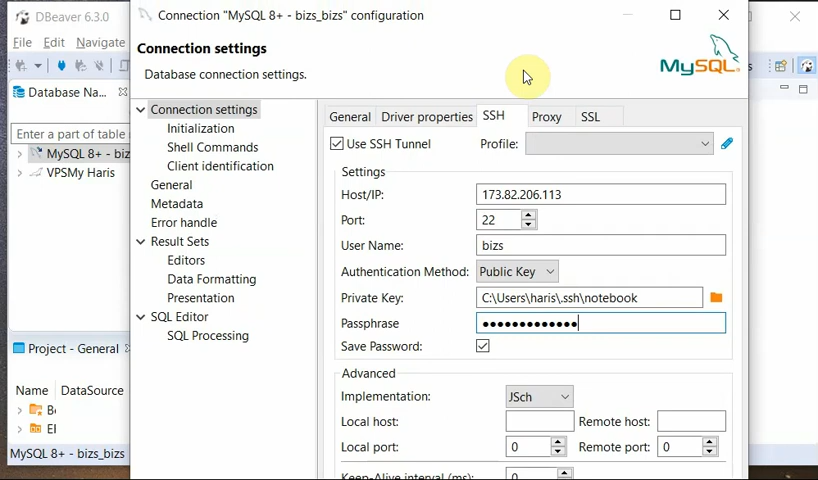 DBeaver 6.3.0
File Edit Navigate
Database Na...
Enter a part of table
MySQL 8+ - biz
VPSMy Haris
Project - General
Name DataSource
MySQL 8+ - bizs_bizs
Connection "MySQL 8+ - bizs_bizs" configuration
Connection settings
Database connection settings.
MySQL
Connection settings
Initialization
Shell Commands
Client identification
General
Metadata
Error handle
Result Sets
Editors
Data Formatting
Presentation
SQL Editor
SQL Processing
General Driver properties SSH Proxy SSL
Use SSH Tunnel Profile:
Settings
Host/IP: 173.82.206.113
Port: 22
User Name: bizs
Authentication Method: Public Key
Private Key: C:\Users\haris\.ssh\notebook
Passphrase ●●●●●●●●●●●●●
Save Password:
Advanced
Implementation: JSch
Local host: Remote host:
Local port: 0 Remote port: 0
Keep-Alive interval (ms): 0